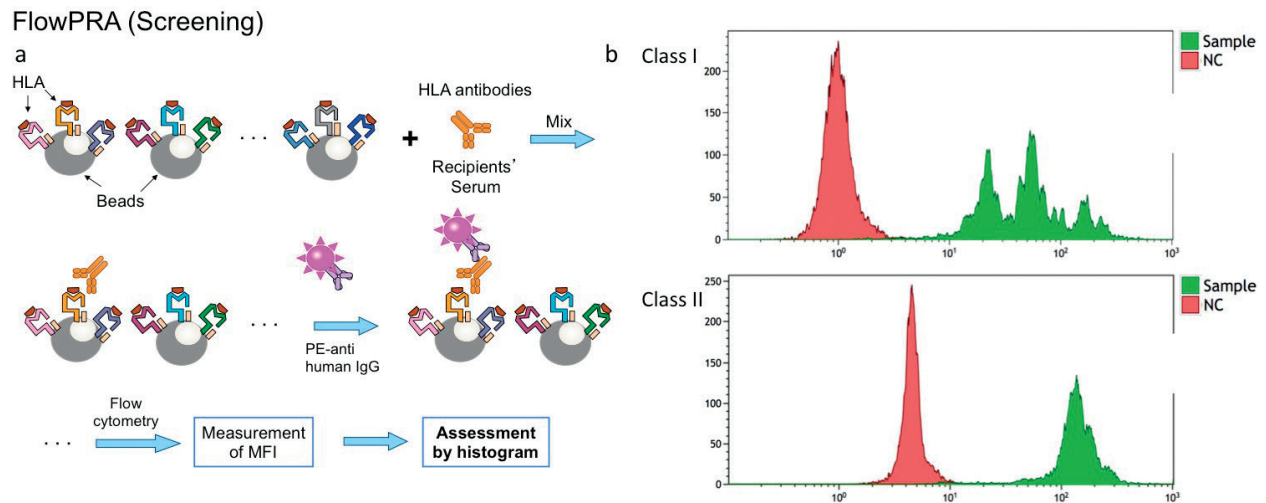 FlowPRA (Screening)
a
HLA
HLA antibodies
Mix
. . .
+
Recipients’
Serum
Beads
. . .
PE-anti
human IgG
. . .
Flow
cytometry
Measurement
of MFI
Assessment
by histogram
b
Class I
Sample
NC
200
150
100
50
0
10⁰
10¹
10²
10³
Class II
Sample
NC
250
200
150
100
50
0
10⁰
10¹
10²
10³